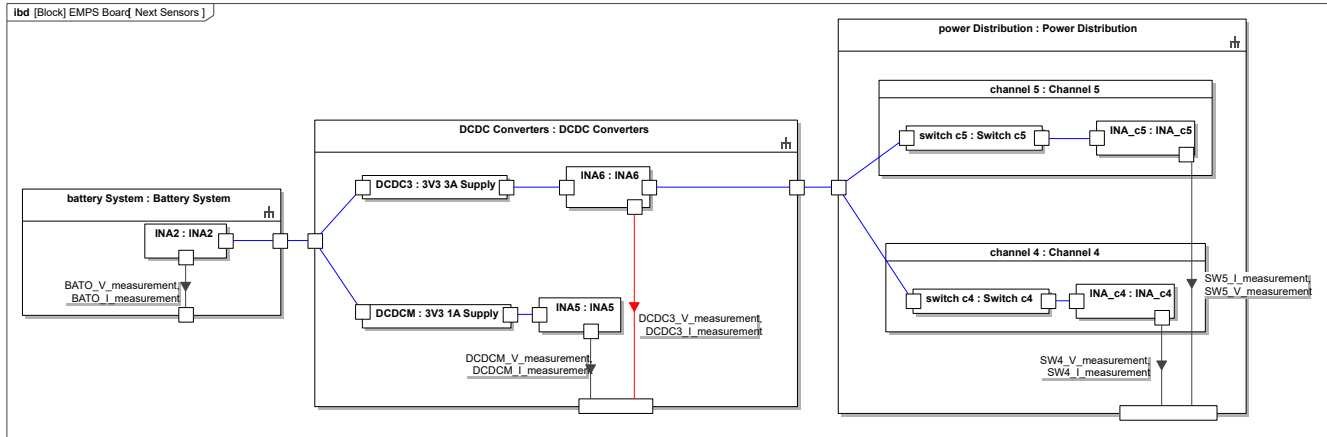 ibd [Block] EMPS Board[ Next Sensors ]
power Distribution : Power Distribution
channel 5 : Channel 5
switch c5 : Switch c5
INA_c5 : INA_c5
DCDC Converters : DCDC Converters
DCDC3 : 3V3 3A Supply
INA6 : INA6
battery System : Battery System
INA2 : INA2
channel 4 : Channel 4
BATO_V_measurement,
BATO_I_measurement
SW5_I_measurement,
SW5_V_measurement
switch c4 : Switch c4
INA_c4 : INA_c4
DCDCM : 3V3 1A Supply
INA5 : INA5
DCDC3_V_measurement,
DCDC3_I_measurement
DCDCM_V_measurement,
DCDCM_I_measurement
SW4_V_measurement,
SW4_I_measurement